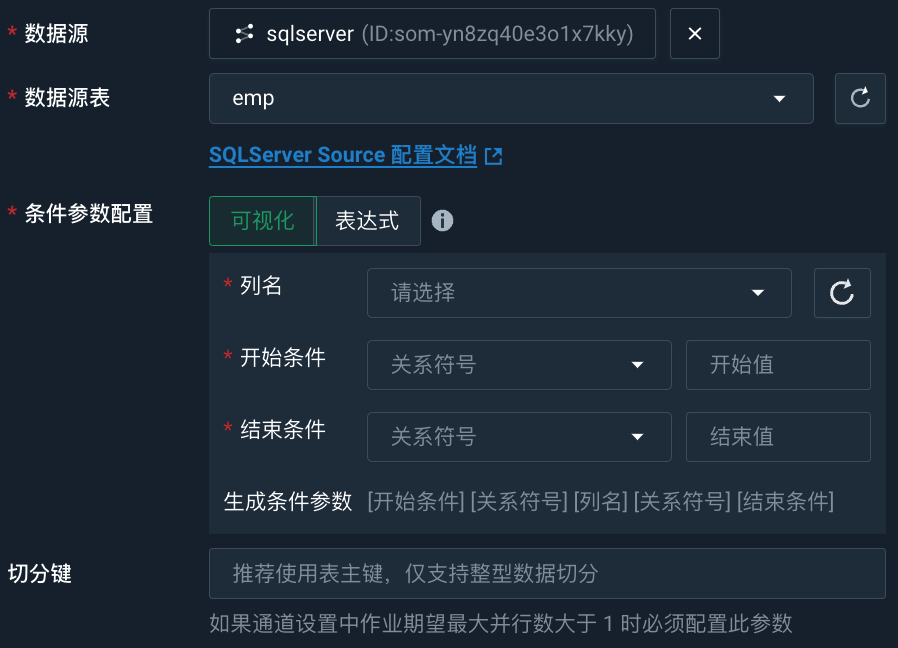 * 数据源 sqlserver (ID:som-yn8zq40e3o1x7kky)
* 数据源表 emp
SQLServer Source 配置文档
* 条件参数配置 可视化 表达式
* 列名 请选择
* 开始条件 关系符号 开始值
* 结束条件 关系符号 结束值
生成条件参数 [开始条件] [关系符号] [列名] [关系符号] [结束条件]
切分键 推荐使用表主键，仅支持整型数据切分
如果通道设置中作业期望最大并行数大于 1 时必须配置此参数